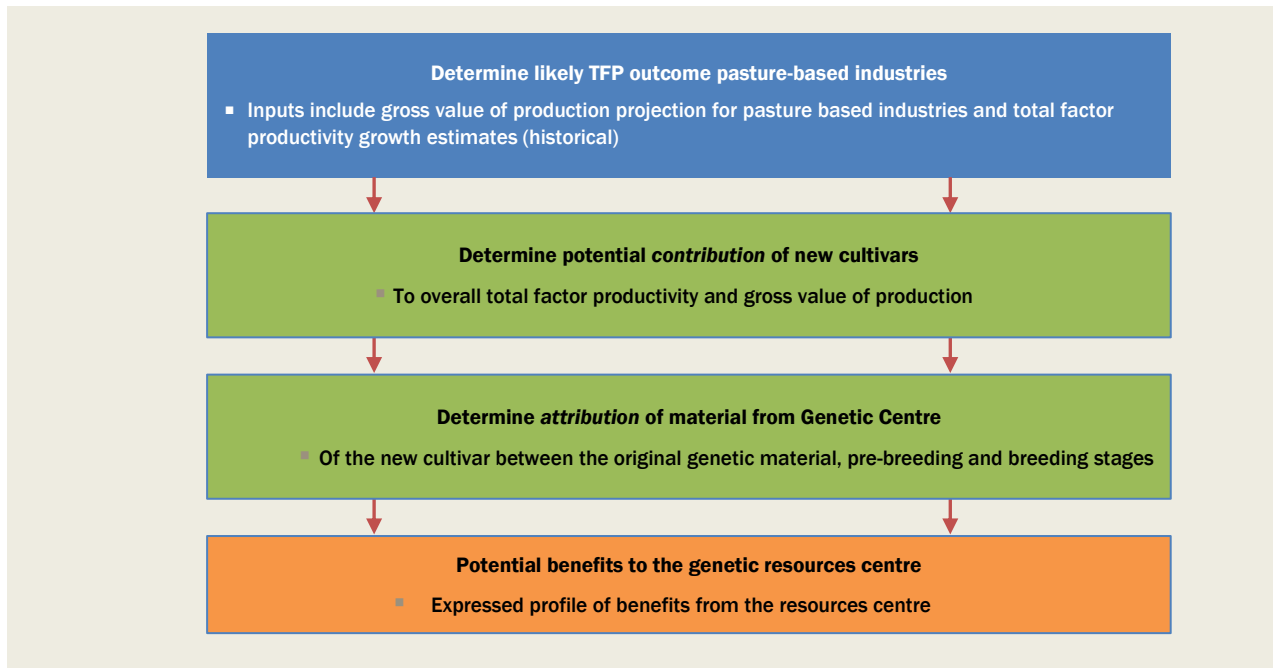 Determine likely TFP outcome pasture-based industries
▪ Inputs include gross value of production projection for pasture based industries and total factor
productivity growth estimates (historical)
Determine potential contribution of new cultivars
▪ To overall total factor productivity and gross value of production
Determine attribution of material from Genetic Centre
▪ Of the new cultivar between the original genetic material, pre-breeding and breeding stages
Potential benefits to the genetic resources centre
▪ Expressed profile of benefits from the resources centre